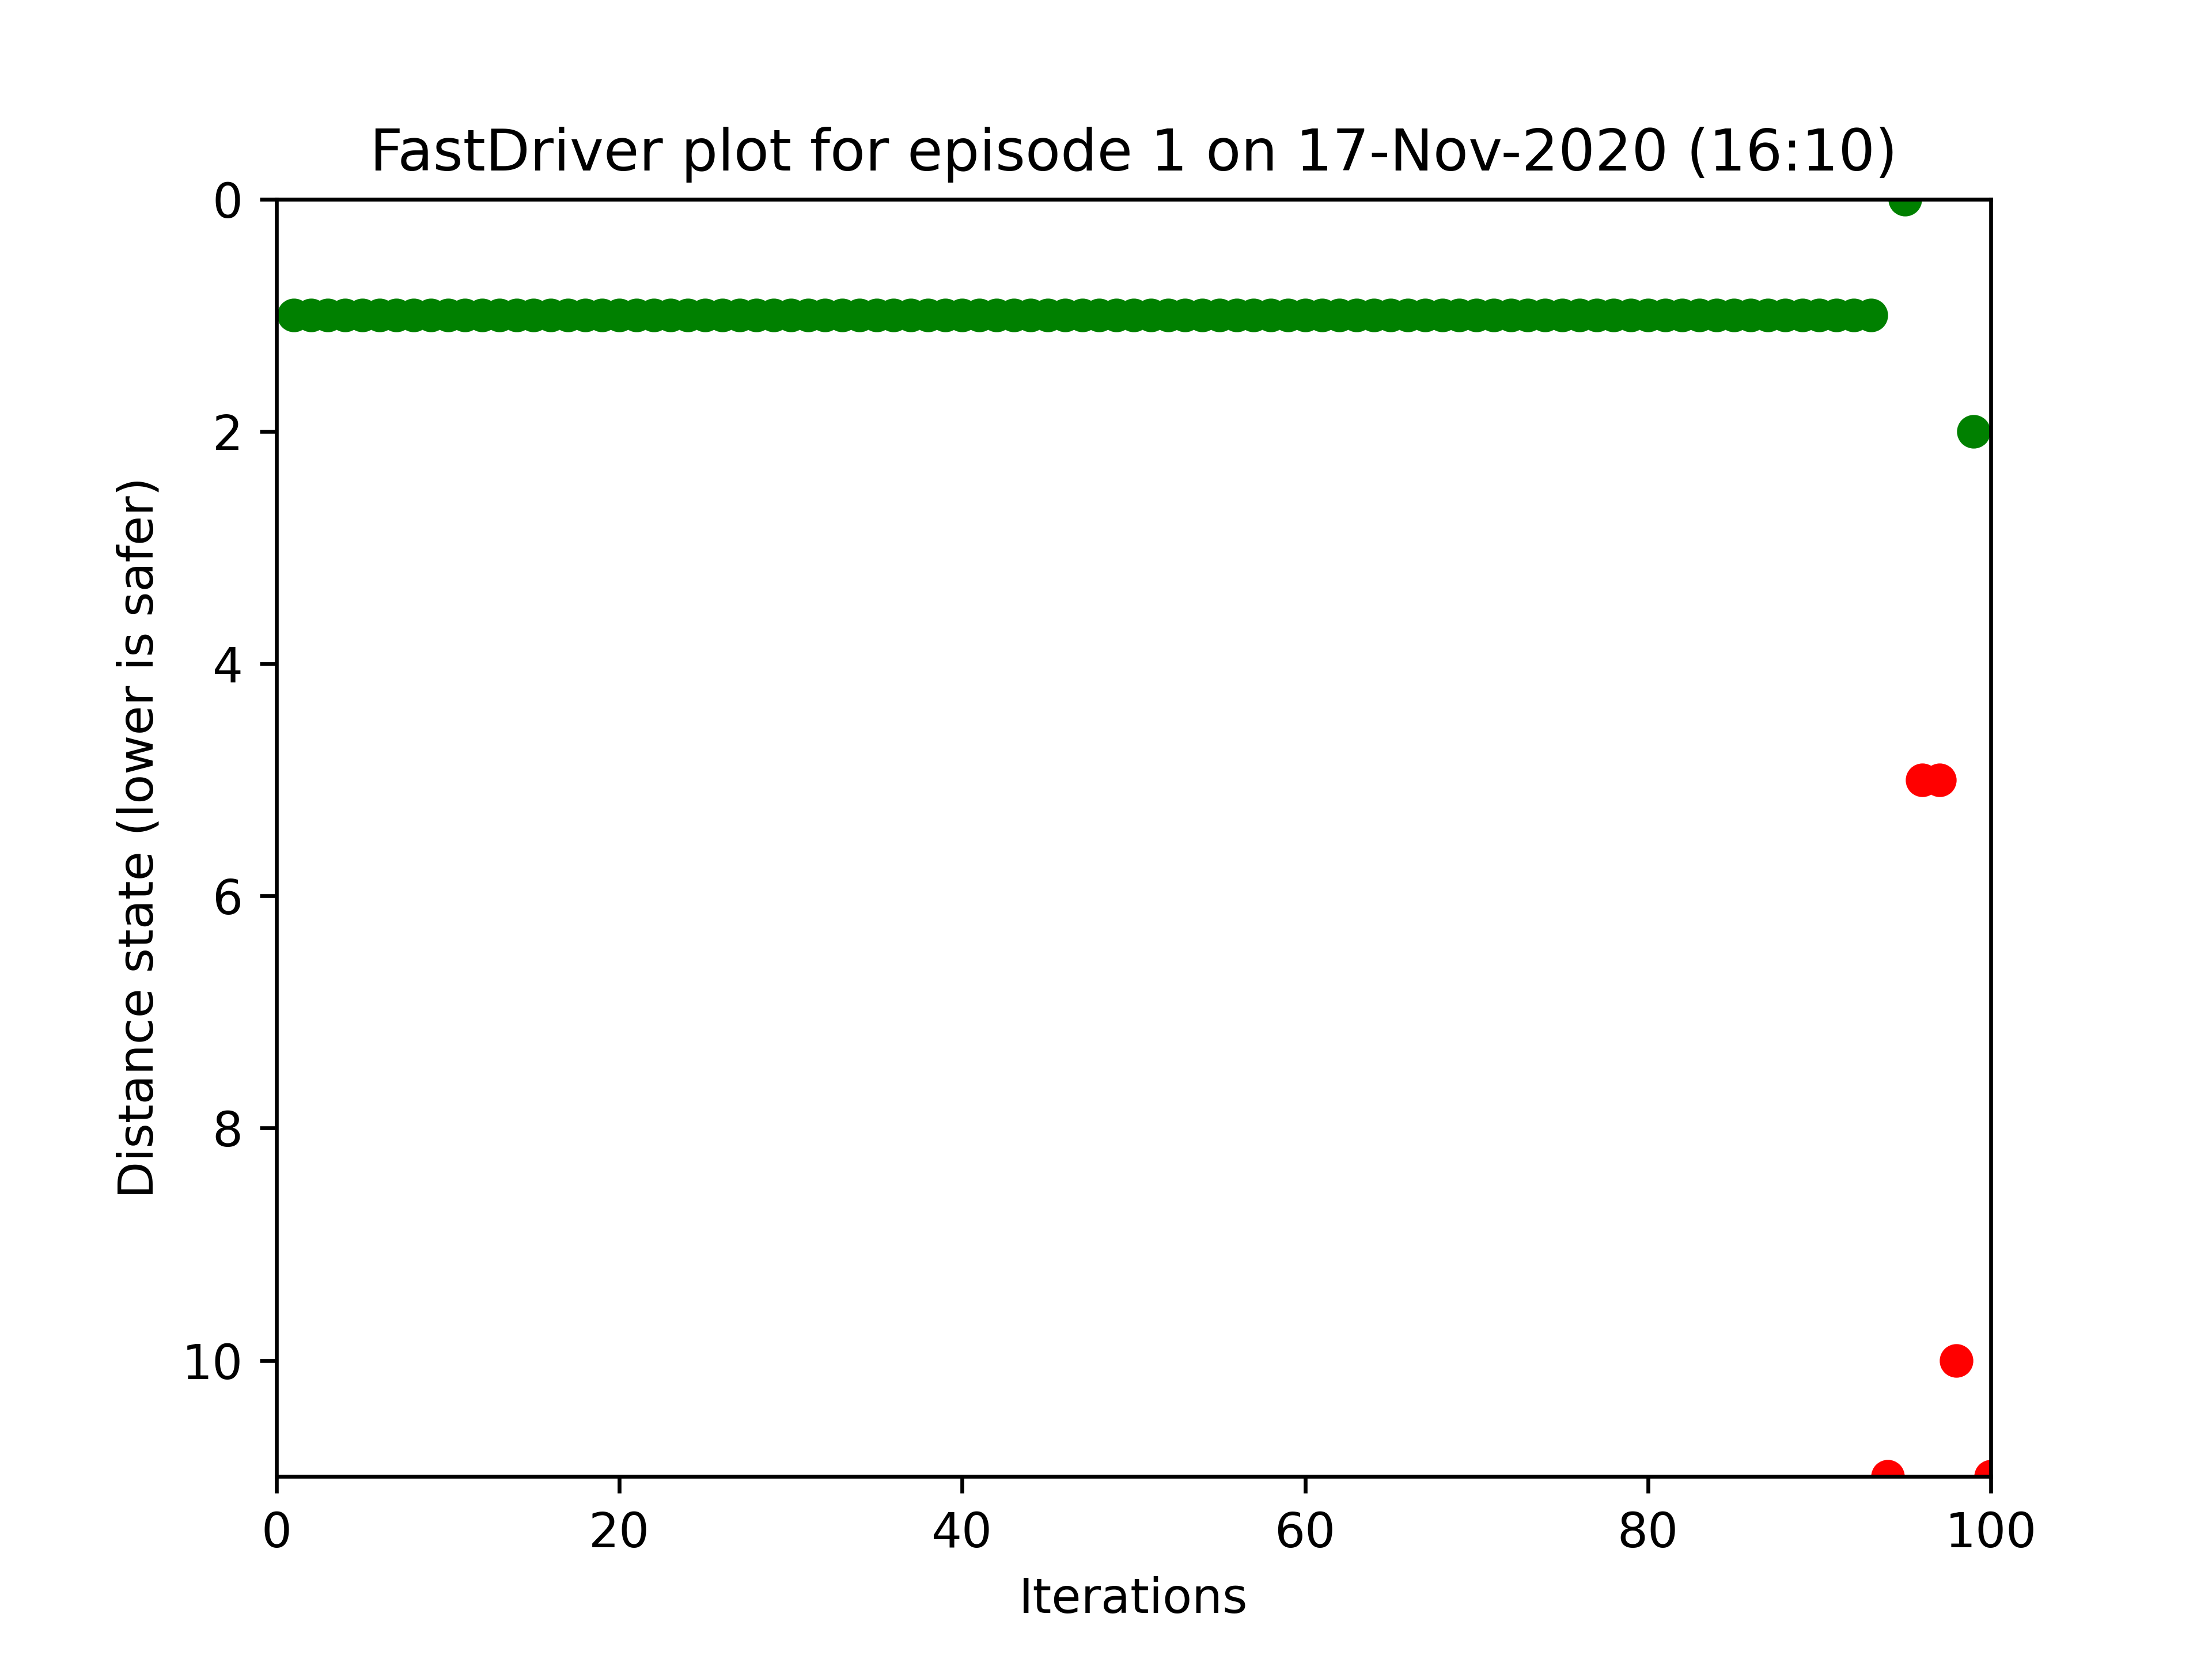 FastDriver plot for episode 1 on 17-Nov-2020 (16:10)
0
2
4
6
8
10
Distance state (lower is safer)
0 20 40 60 80 100
Iterations